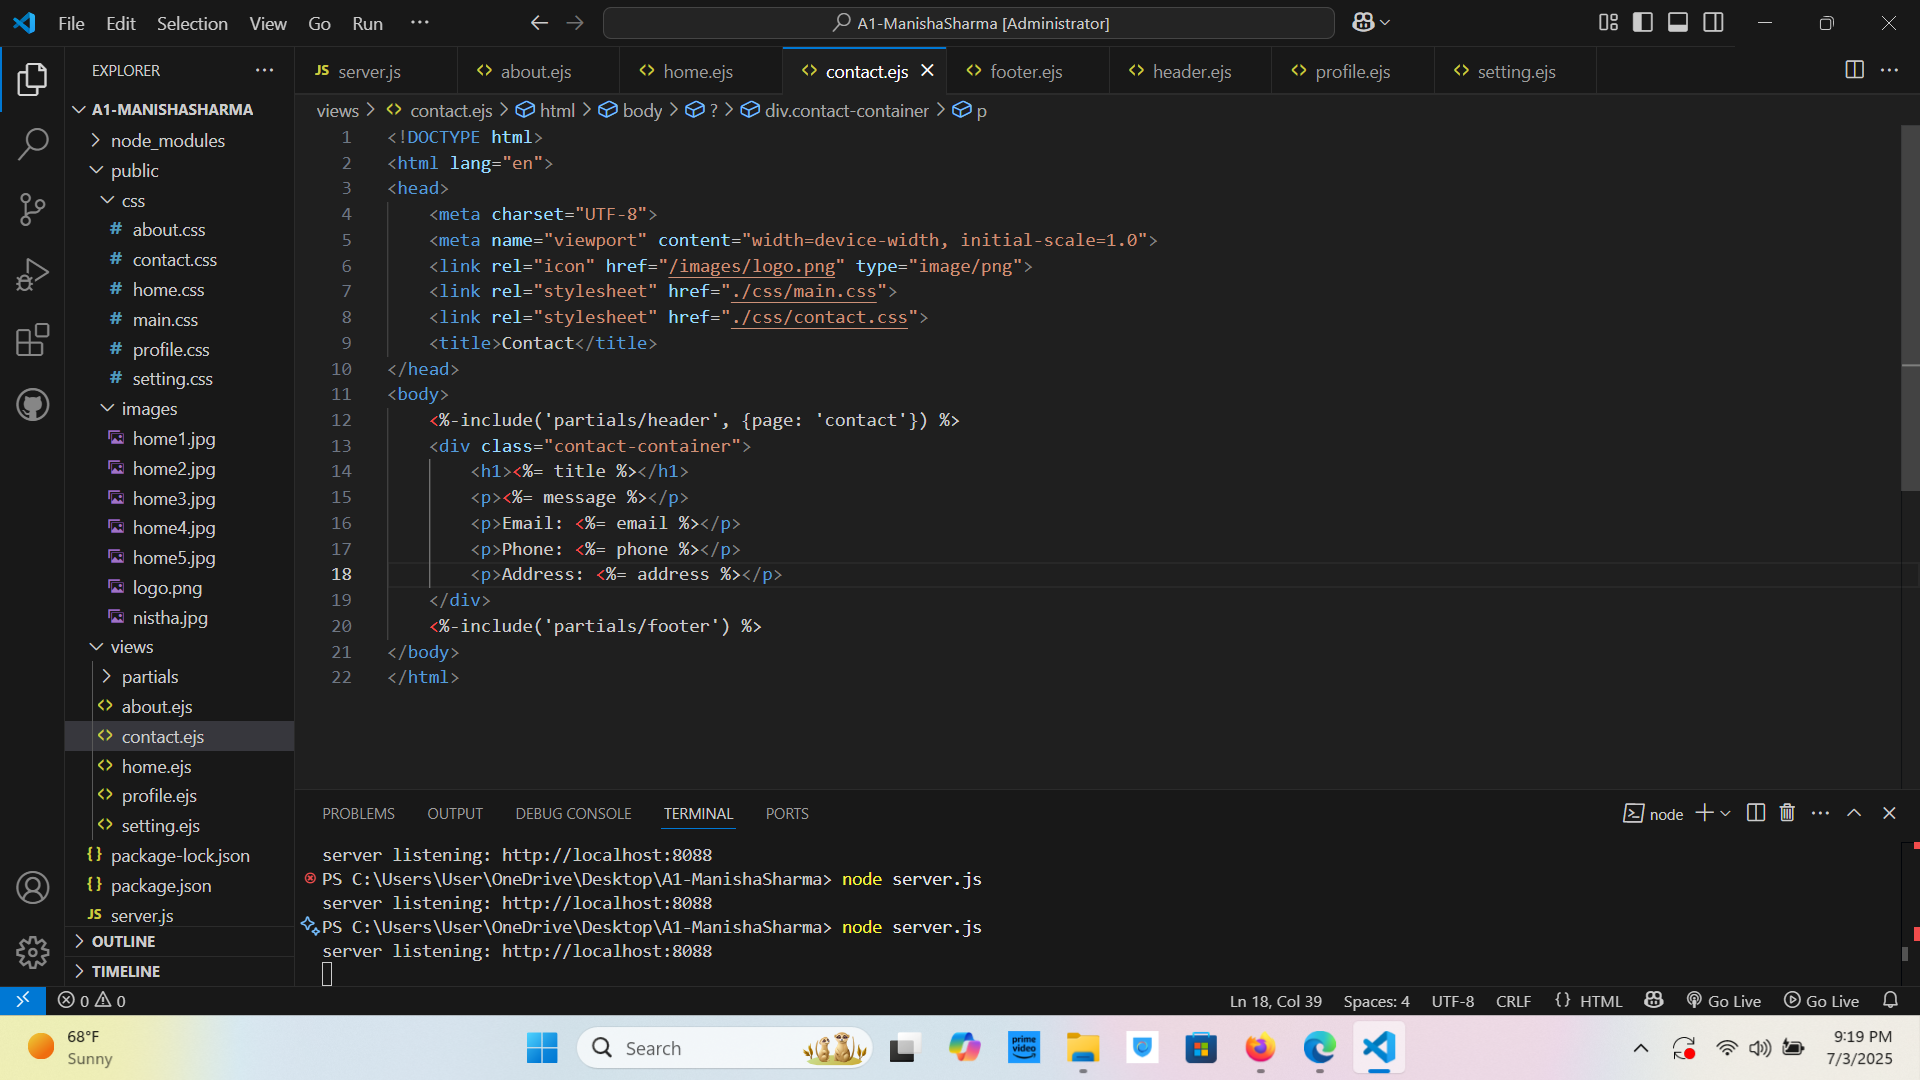 File Edit Selection View Go Run ···
A1-ManishaSharma [Administrator]
EXPLORER
A1-MANISHASHARMA
node_modules
public
css
# about.css
# contact.css
# home.css
# main.css
# profile.css
# setting.css
images
home1.jpg
home2.jpg
home3.jpg
home4.jpg
home5.jpg
logo.png
nistha.jpg
views
partials
<> about.ejs
<> contact.ejs
<> home.ejs
<> profile.ejs
<> setting.ejs
{} package-lock.json
{} package.json
JS server.js
OUTLINE
TIMELINE
JS server.js <> about.ejs <> home.ejs <> contact.ejs <> footer.ejs <> header.ejs <> profile.ejs <> setting.ejs
views > <> contact.ejs > html > body > ? > div.contact-container > p
1 <!DOCTYPE html>
2 <html lang="en">
3 <head>
4     <meta charset="UTF-8">
5     <meta name="viewport" content="width=device-width, initial-scale=1.0">
6     <link rel="icon" href="/images/logo.png" type="image/png">
7     <link rel="stylesheet" href="./css/main.css">
8     <link rel="stylesheet" href="./css/contact.css">
9     <title>Contact</title>
10 </head>
11 <body>
12     <%-include('partials/header', {page: 'contact'}) %>
13     <div class="contact-container">
14         <h1><%= title %></h1>
15         <p><%= message %></p>
16         <p>Email: <%= email %></p>
17         <p>Phone: <%= phone %></p>
18         <p>Address: <%= address %></p>
19     </div>
20     <%-include('partials/footer') %>
21 </body>
22 </html>
PROBLEMS OUTPUT DEBUG CONSOLE TERMINAL PORTS
node
server listening: http://localhost:8088
PS C:\Users\User\OneDrive\Desktop\A1-ManishaSharma> node server.js
server listening: http://localhost:8088
PS C:\Users\User\OneDrive\Desktop\A1-ManishaSharma> node server.js
server listening: http://localhost:8088
0 0
Ln 18, Col 39 Spaces: 4 UTF-8 CRLF {} HTML Go Live Go Live
68°F
Sunny
Search
prime video
9:19 PM
7/3/2025